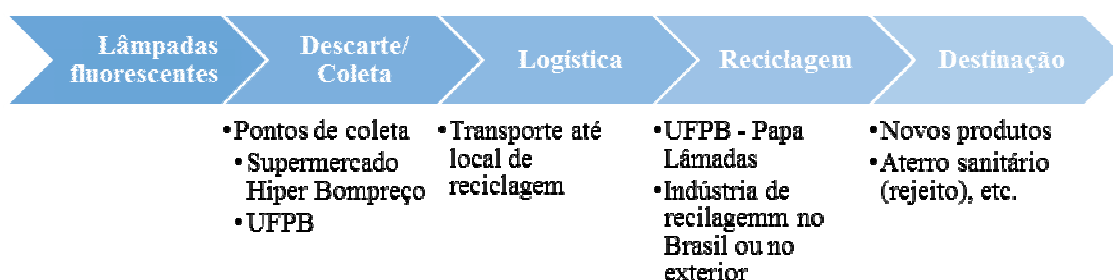 Lâmpadas
fluorescentes
Descarte/
Coleta
Logística
Reciclagem
Destinação
•Pontos de coleta
•Supermercado
Hiper Bompreço
•UFPB
•Transporte até
local de
reciclagem
•UFPB - Papa
Lâmadas
•Indústria de
recilagemm no
Brasil ou no
exterior
•Novos produtos
•Aterro sanitário
(rejeito), etc.